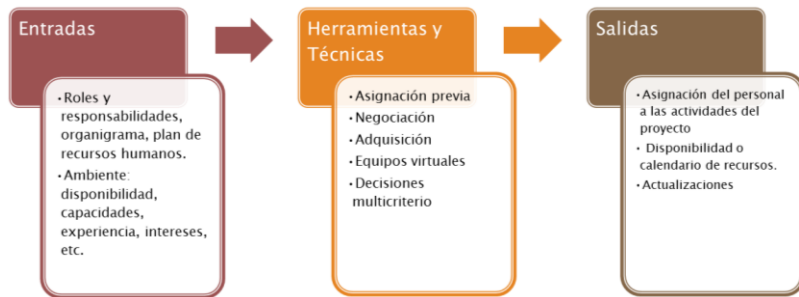 Entradas
•Roles y
responsabilidades,
organigrama, plan de
recursos humanos.
•Ambiente:
disponibilidad,
capacidades,
experiencia, intereses,
etc.
Herramientas y
Técnicas
•Asignación previa
•Negociación
•Adquisición
•Equipos virtuales
•Decisiones
multicriterio
Salidas
•Asignación del personal
a las actividades del
proyecto
• Disponibilidad o
calendario de recursos.
•Actualizaciones